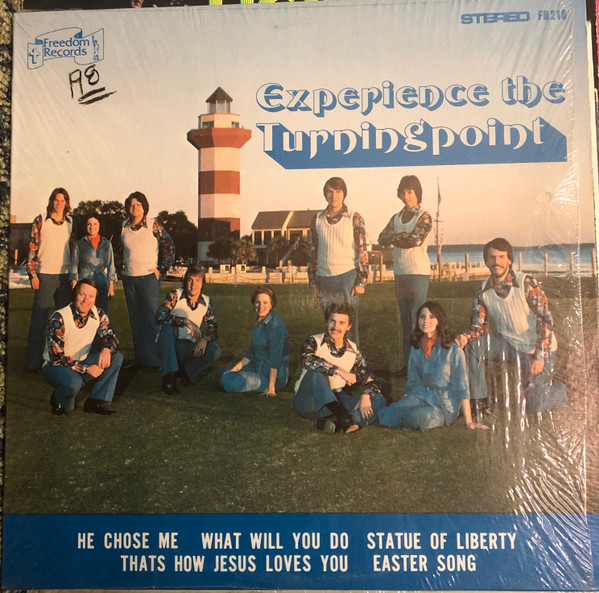 Freedom
Records
A8
STEREO FR216
Experience the
Turningpoint
HE CHOSE ME WHAT WILL YOU DO STATUE OF LIBERTY
THATS HOW JESUS LOVES YOU EASTER SONG